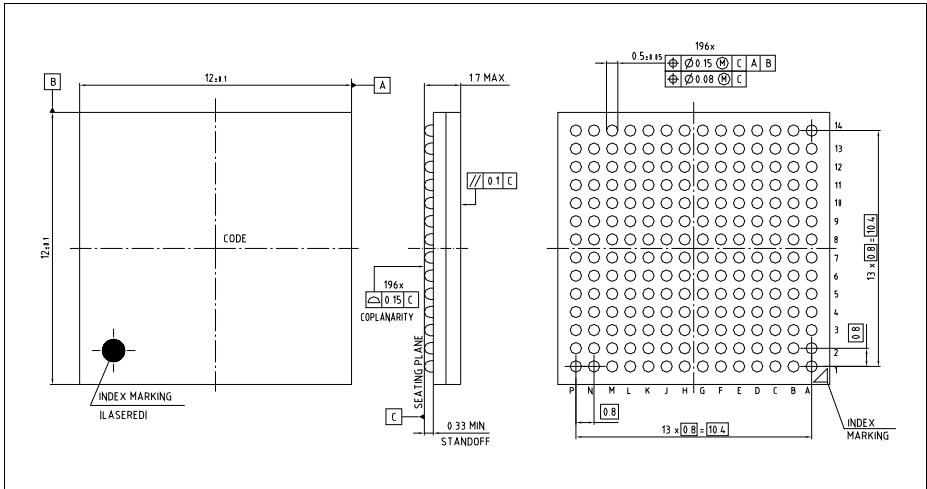 B
12±0.1
A
12±0.1
CODE
INDEX MARKING
(LASERED)
1.7 MAX.
// 0.1 C
196x
⌓ 0.15 C
COPLANARITY
SEATING PLANE
C
0.33 MIN.
STANDOFF
196x
0.5±0.05
⌖ Ø0.15 Ⓜ C A B
⌖ Ø0.08 Ⓜ C
14
13
12
11
10
9
8
7
6
5
4
3
2
1
13 x 0.8 = 10.4
0.8
P N M L K J H G F E D C B A
0.8
13 x 0.8 = 10.4
INDEX
MARKING